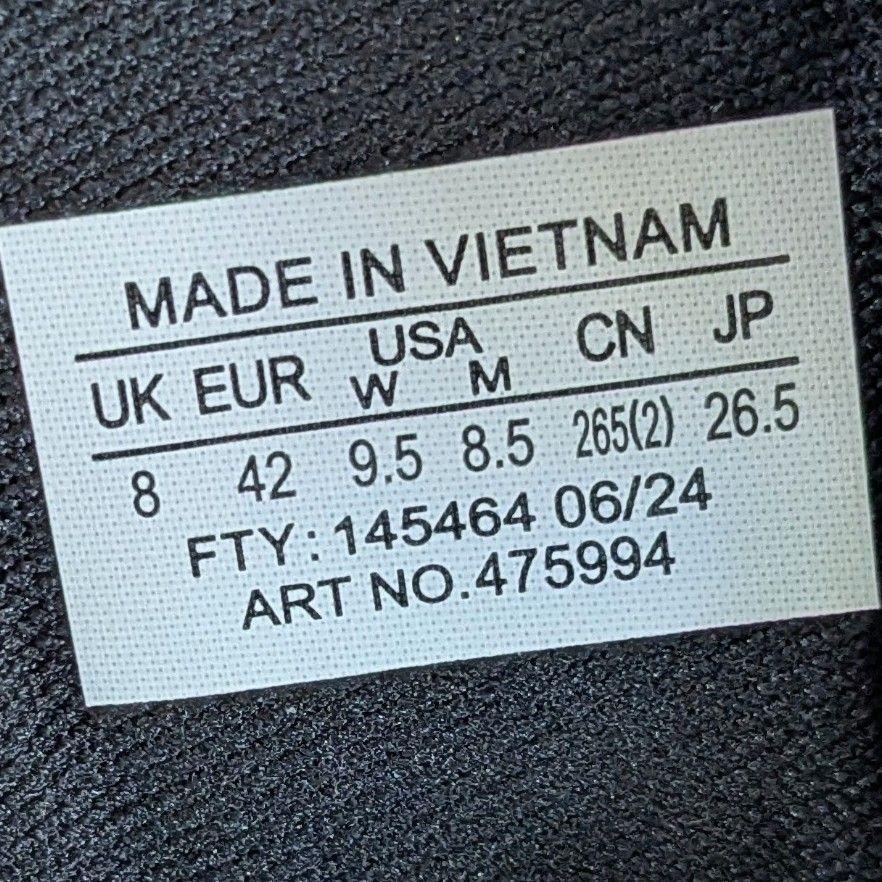 MADE IN VIETNAM
UK EUR USA CN JP
W M
8 42 9.5 8.5 265(2) 26.5
FTY: 145464 06/24
ART NO.475994